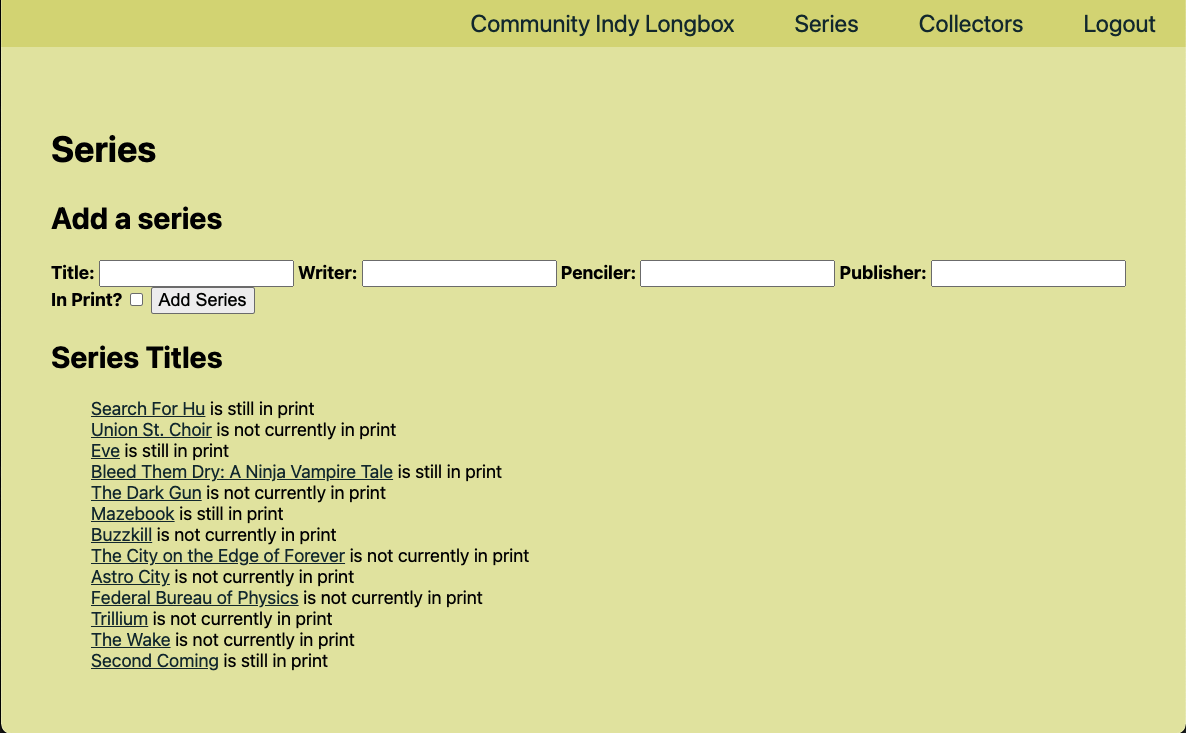 Community Indy Longbox Series Collectors Logout
Series
Add a series
Title: Writer: Penciler: Publisher:
In Print? Add Series
Series Titles
Search For Hu is still in print
Union St. Choir is not currently in print
Eve is still in print
Bleed Them Dry: A Ninja Vampire Tale is still in print
The Dark Gun is not currently in print
Mazebook is still in print
Buzzkill is not currently in print
The City on the Edge of Forever is not currently in print
Astro City is not currently in print
Federal Bureau of Physics is not currently in print
Trillium is not currently in print
The Wake is not currently in print
Second Coming is still in print